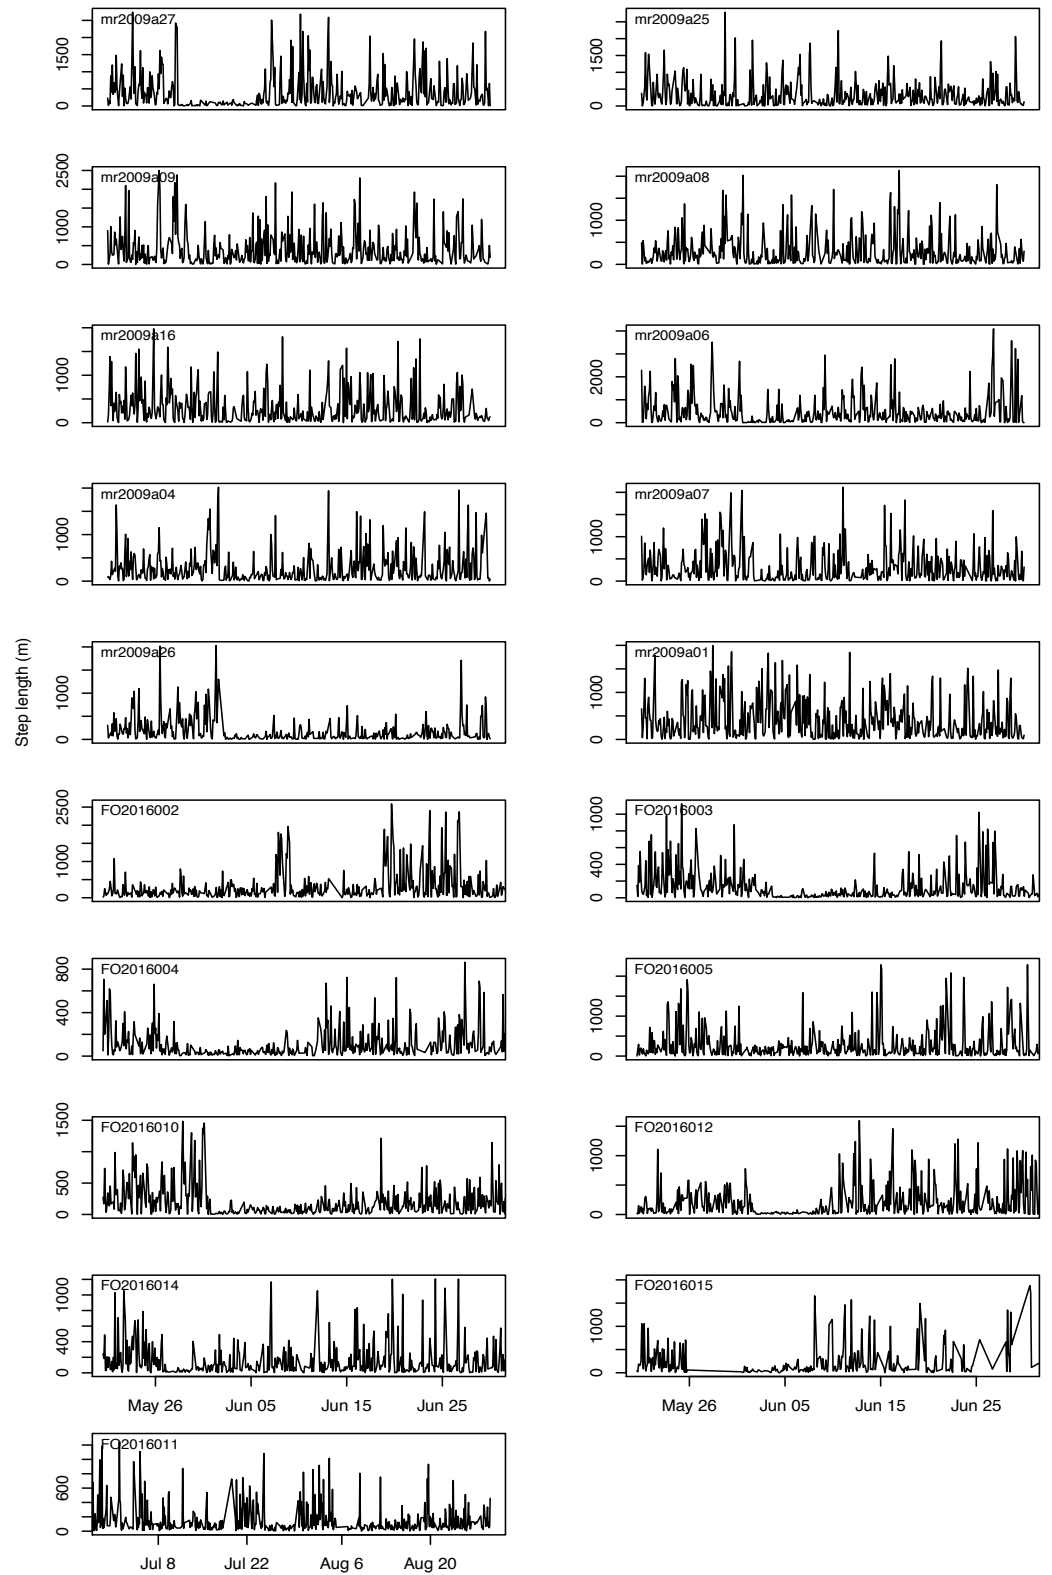 mr2009a27
0 1500
mr2009a25
0 1500
mr2009a09
0 1000 2500
mr2009a08
0 1000
mr2009a16
0 1000
mr2009a06
0 2000
mr2009a04
0 1000
mr2009a07
0 1000
Step length (m)
mr2009a26
0 1000
mr2009a01
0 1000
FO2016002
0 1000 2500
FO2016003
0 400 1000
FO2016004
0 400 800
FO2016005
0 1000
FO2016010
0 500 1500
FO2016012
0 1000
FO2016014
0 400 1000
FO2016015
0 1000
May 26 Jun 05 Jun 15 Jun 25
May 26 Jun 05 Jun 15 Jun 25
FO2016011
0 600
Jul 8 Jul 22 Aug 6 Aug 20